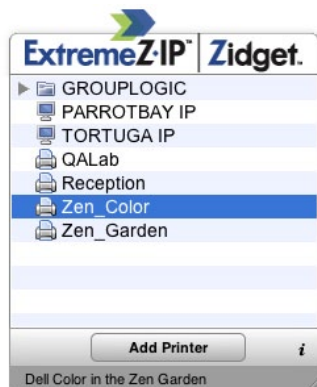 ExtremeZ-IP™ Zidget™
GROUPLOGIC
PARROTBAY IP
TORTUGA IP
QALab
Reception
Zen_Color
Zen_Garden
Add Printer
i
Dell Color in the Zen Garden